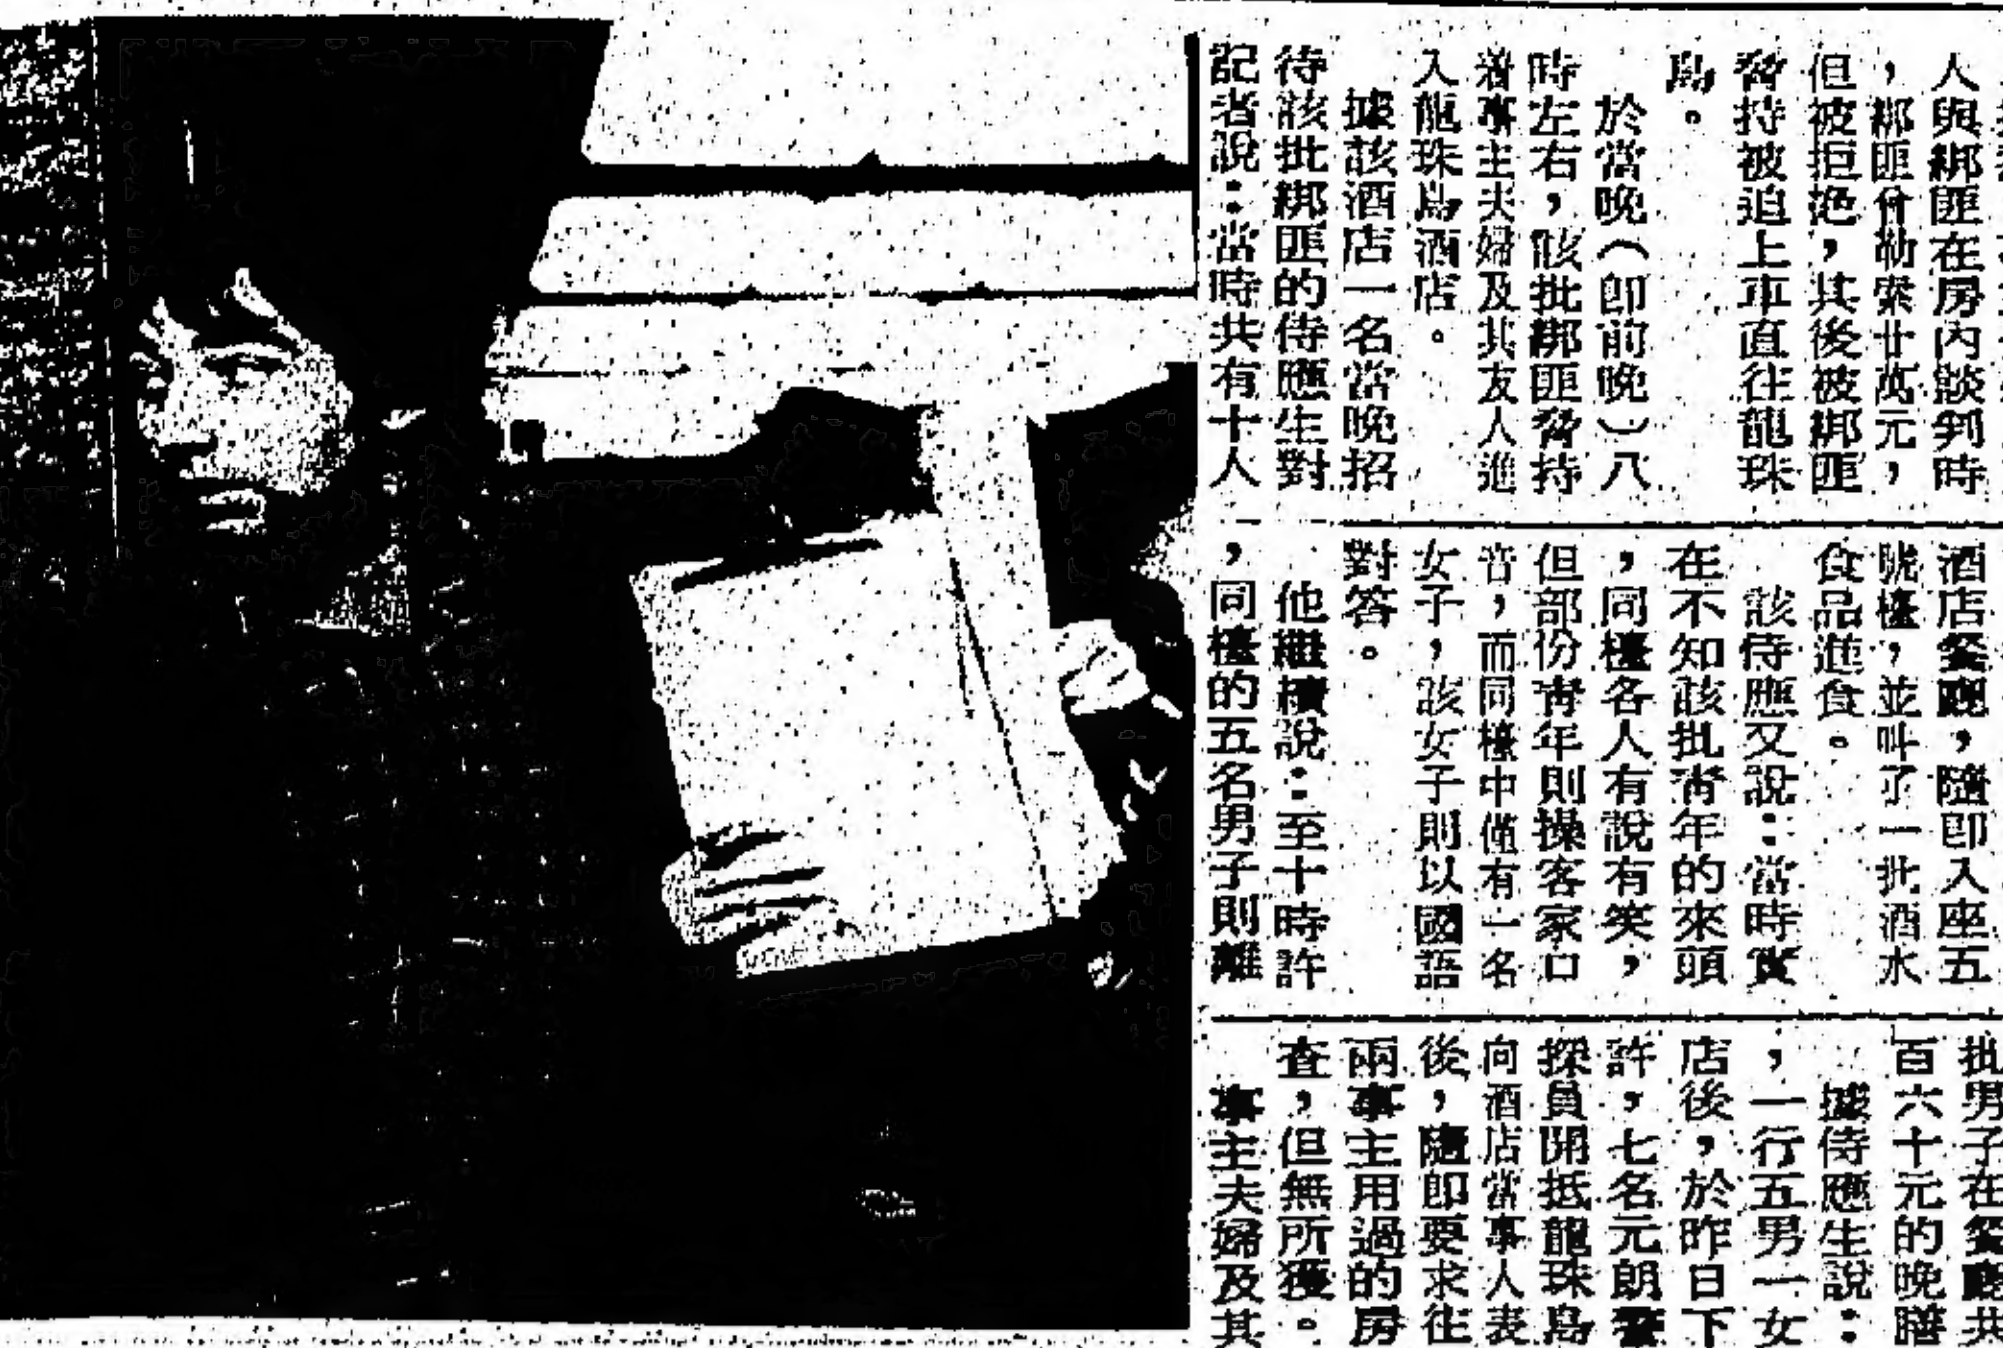 人與綁匪在房內談判時
，綁匪曾勒索廿萬元，
但被拒絶，其後被綁匪
脅持被迫上車直往龍珠
島。
於當晚（卽前晚）八
時左右，該批綁匪脅持
着事主夫婦及其友人進
入龍珠島酒店。
據該酒店一名當晚招
待該批綁匪的侍應生對
記者說：當時共有十人
酒店餐廳，隨卽入座五
號檯，並叫了一批酒水
食品進食。
該侍應又說：當時實
在不知該批靑年的來頭
，同檯各人有說有笑，
但部份靑年則操客家口
音，而同檯中僅有一名
女子，該女子則以國語
對答。
他繼續說：至十時許
，同檯的五名男子則離
批男子在餐廳共
百六十元的晚膳
據侍應生說：
，一行五男一女
店後，於昨日下
許，七名元朗警
探員開抵龍珠島
向酒店當事人表
後，隨卽要求往
兩事主用過的房
查，但無所獲。
事主夫婦及其